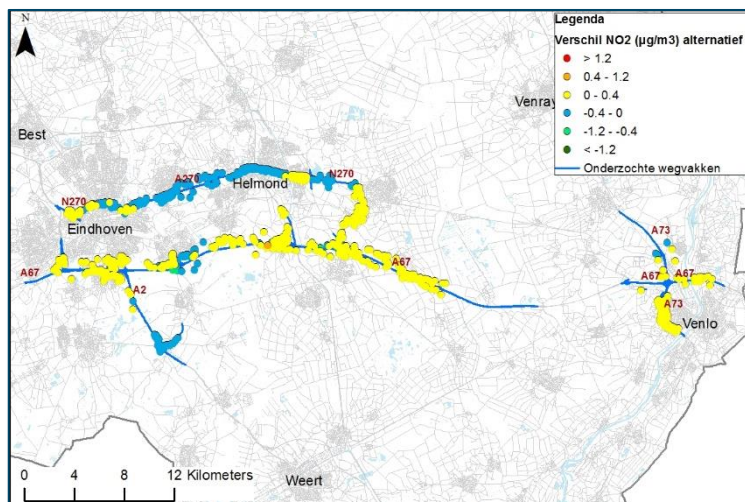 N
Legenda
Verschil NO2 (µg/m3) alternatief
> 1.2
0.4 - 1.2
0 - 0.4
-0.4 - 0
-1.2 - -0.4
< -1.2
Onderzochte wegvakken
Venray
Best
A270
N270
Helmond
N270
Eindhoven
A73
A67
A67
A67
A67
A2
A73
Venlo
0 4 8 12 Kilometers
Weert